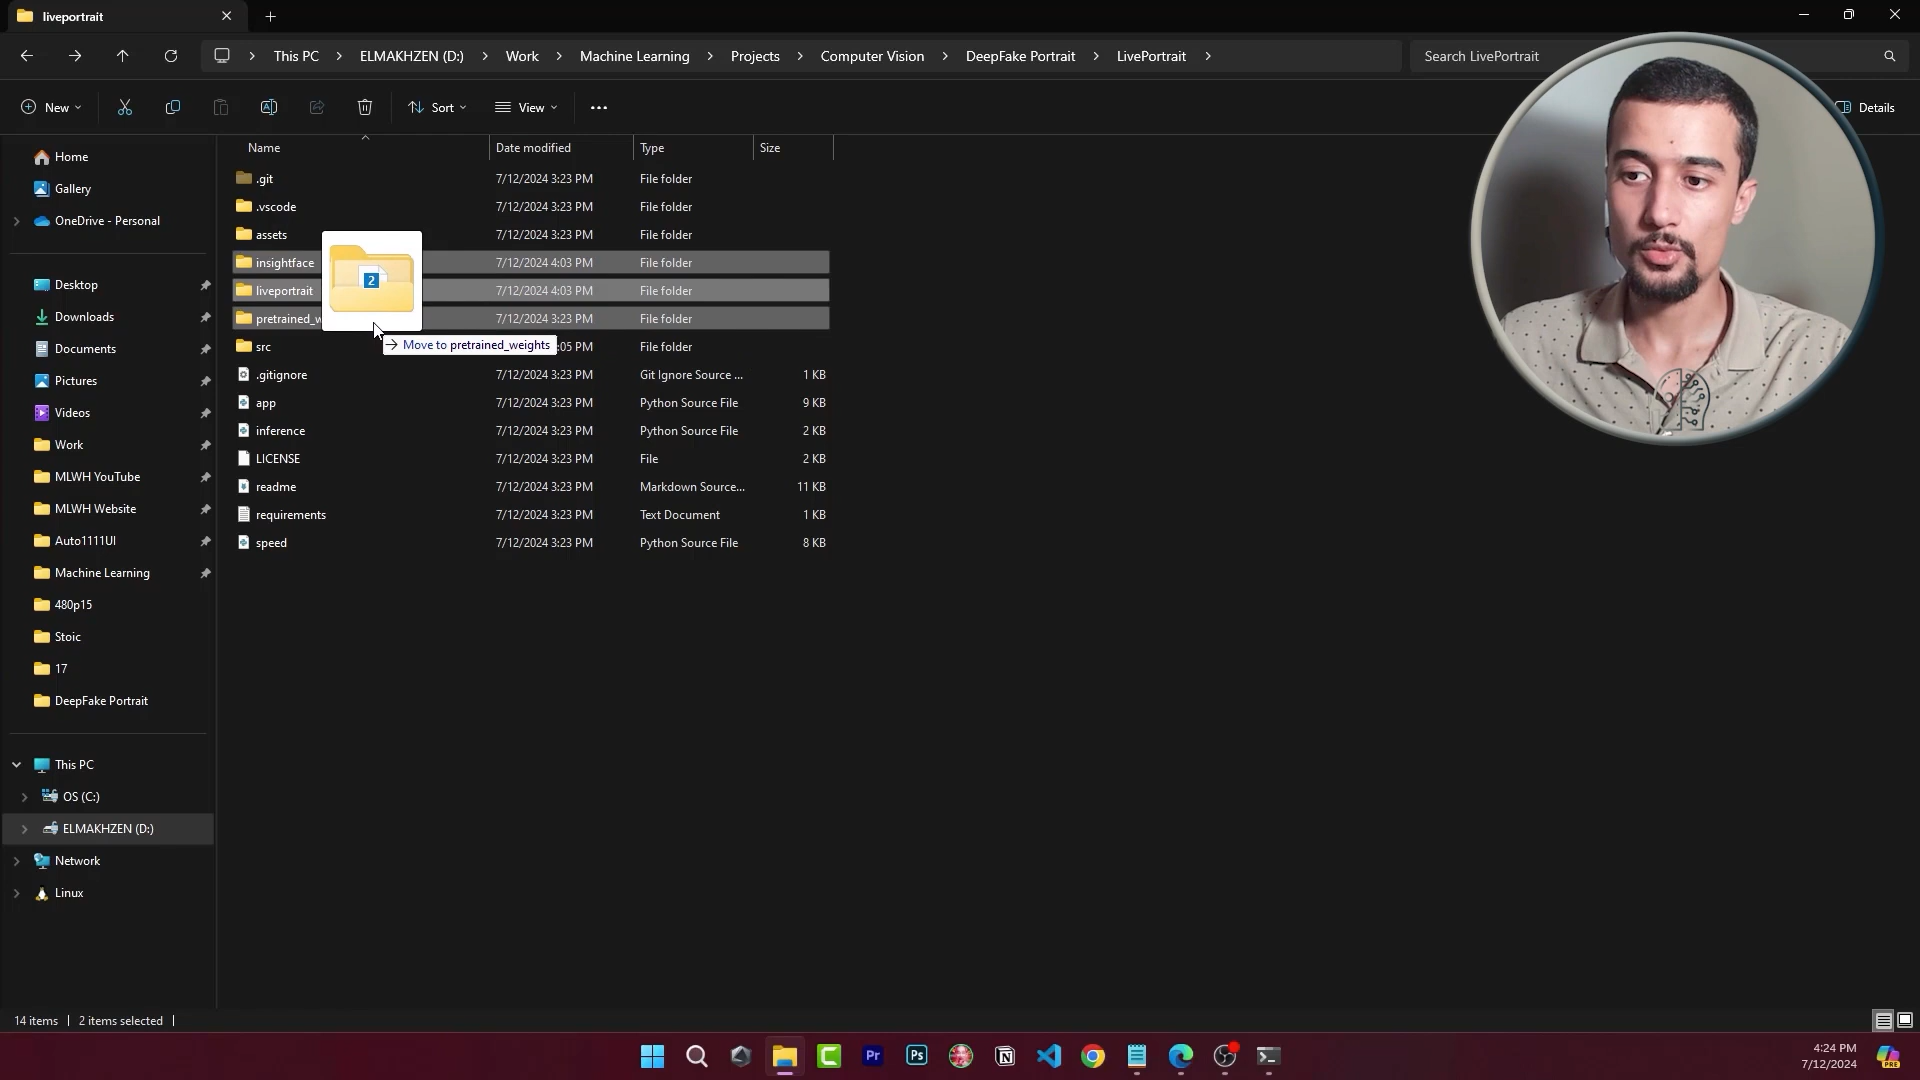 liveportrait
This PC
ELMAKHZEN (D:)
Work
Machine Learning
Projects
Computer Vision
DeepFake Portrait
LivePortrait
Search LivePortrait
New
Sort
View
Details
Name
Date modified
Type
Size
.git 7/12/2024 3:23 PM File folder
.vscode 7/12/2024 3:23 PM File folder
assets 7/12/2024 3:23 PM File folder
insightface 7/12/2024 4:03 PM File folder
liveportrait 7/12/2024 4:03 PM File folder
pretrained_w 7/12/2024 3:23 PM File folder
src :05 PM File folder
.gitignore 7/12/2024 3:23 PM Git Ignore Source ... 1 KB
app 7/12/2024 3:23 PM Python Source File 9 KB
inference 7/12/2024 3:23 PM Python Source File 2 KB
LICENSE 7/12/2024 3:23 PM File 2 KB
readme 7/12/2024 3:23 PM Markdown Source... 11 KB
requirements 7/12/2024 3:23 PM Text Document 1 KB
speed 7/12/2024 3:23 PM Python Source File 8 KB
2
Move to pretrained_weights
Home
Gallery
OneDrive - Personal
Desktop
Downloads
Documents
Pictures
Videos
Work
MLWH YouTube
MLWH Website
Auto1111UI
Machine Learning
480p15
Stoic
17
DeepFake Portrait
This PC
OS (C:)
ELMAKHZEN (D:)
Network
Linux
14 items
2 items selected
Pr
Ps
4:24 PM
7/12/2024
PRE